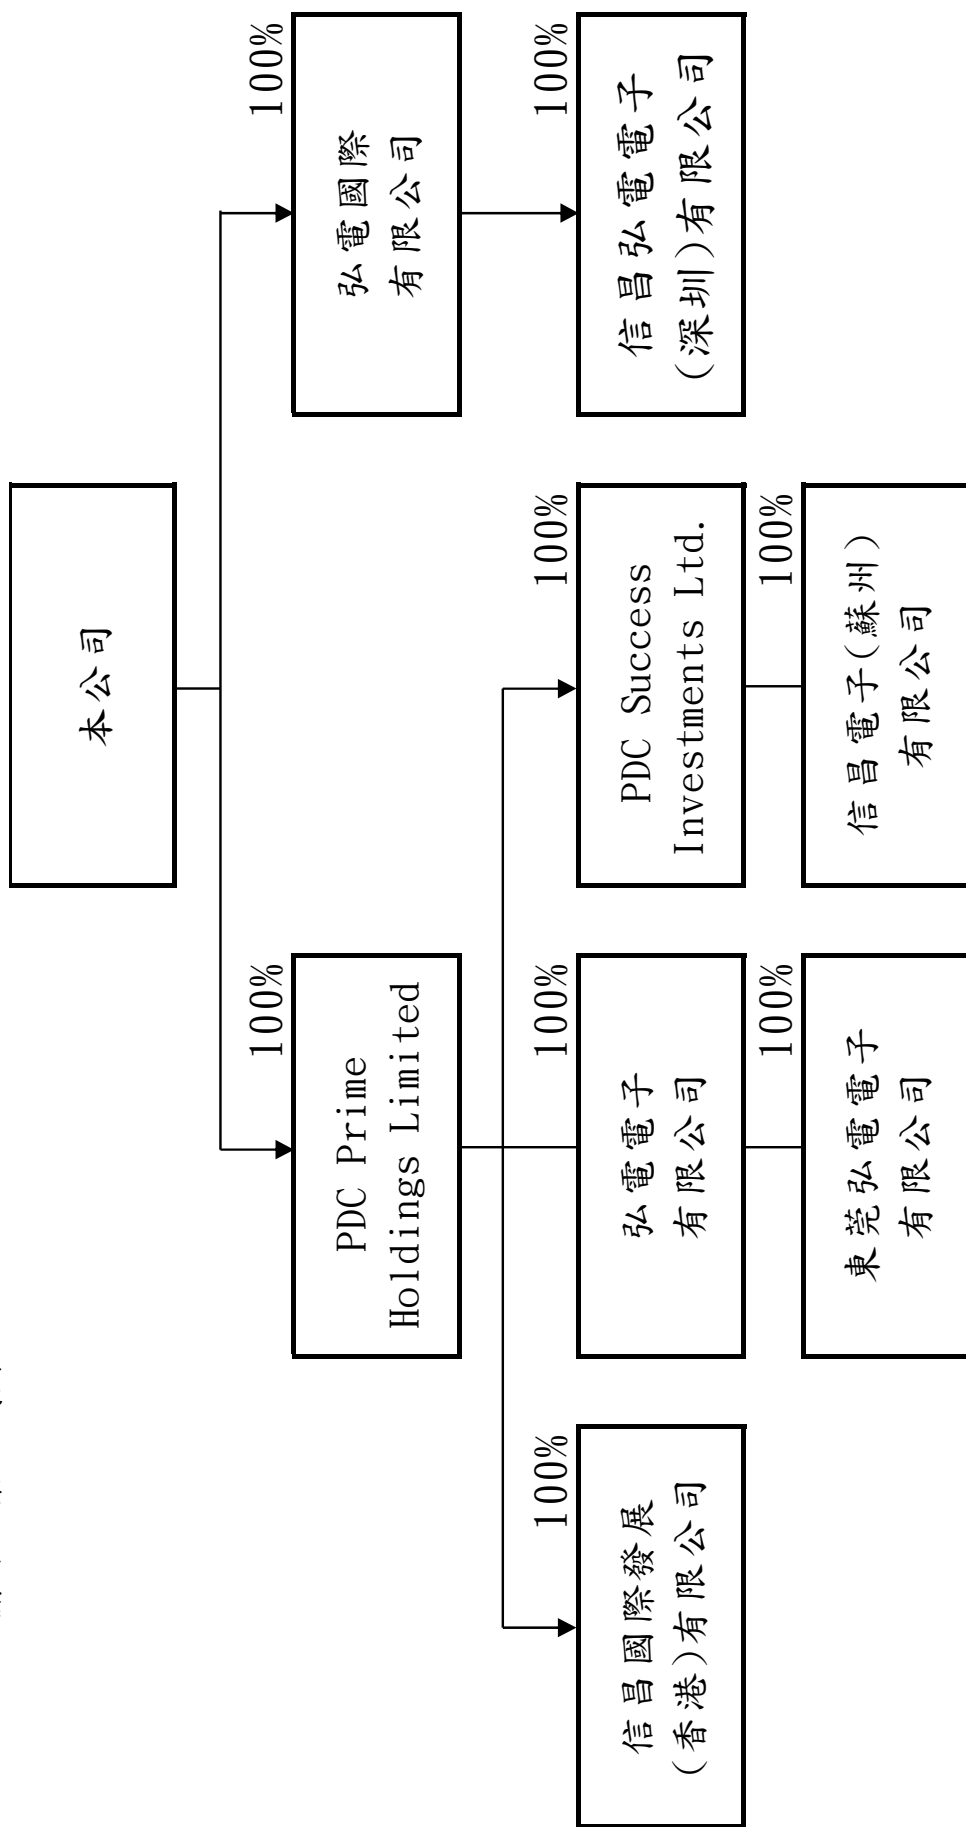 本公司
100%
PDC Prime
Holdings Limited
100%
弘電國際
有限公司
100%
信昌國際發展
(香港)有限公司
100%
弘電電子
有限公司
100%
PDC Success
Investments Ltd.
100%
信昌弘電電子
(深圳)有限公司
100%
東莞弘電電子
有限公司
100%
信昌電子(蘇州)
有限公司